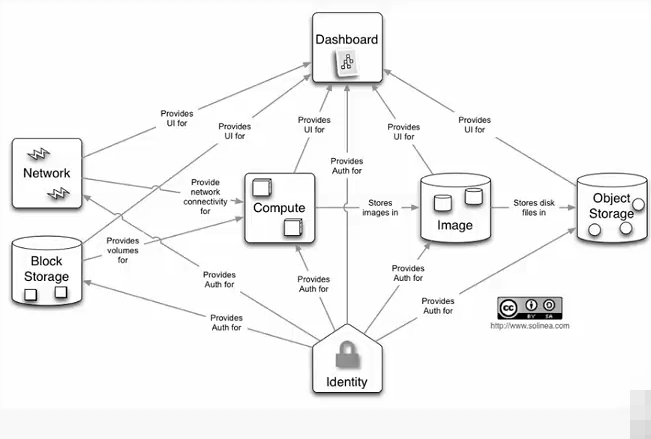 Dashboard
Provides
UI for
Provides
UI for
Provides
UI for
Provides
UI for
Provides
UI for
Provides
Auth for
Network
Provide
network
connectivity
for
Compute
Stores
images in
Image
Stores disk
files in
Object
Storage
Block
Storage
Provides
volumes
for
Provides
Auth for
Provides
Auth for
Provides
Auth for
Provides
Auth for
Provides
Auth for
Identity
cc
BY SA
http://www.solinea.com